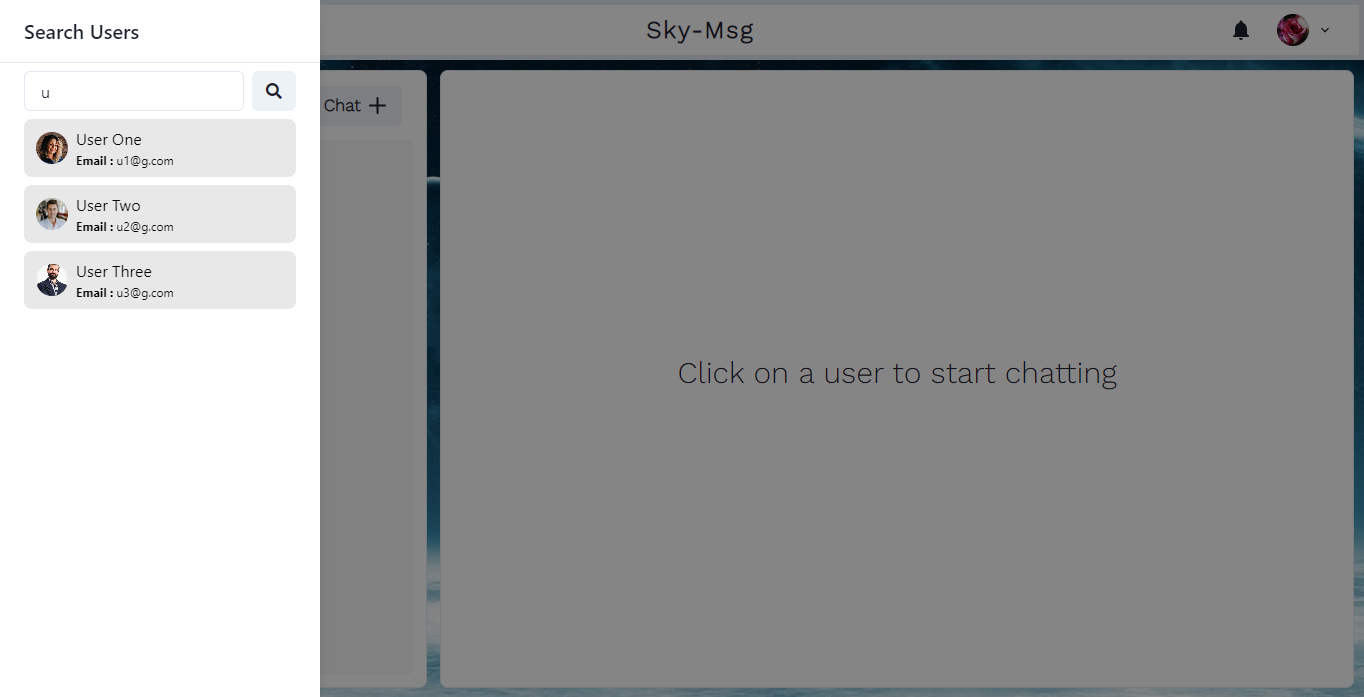 Search Users
u
User One
Email : u1@g.com
User Two
Email : u2@g.com
User Three
Email : u3@g.com
Sky-Msg
Chat
Click on a user to start chatting